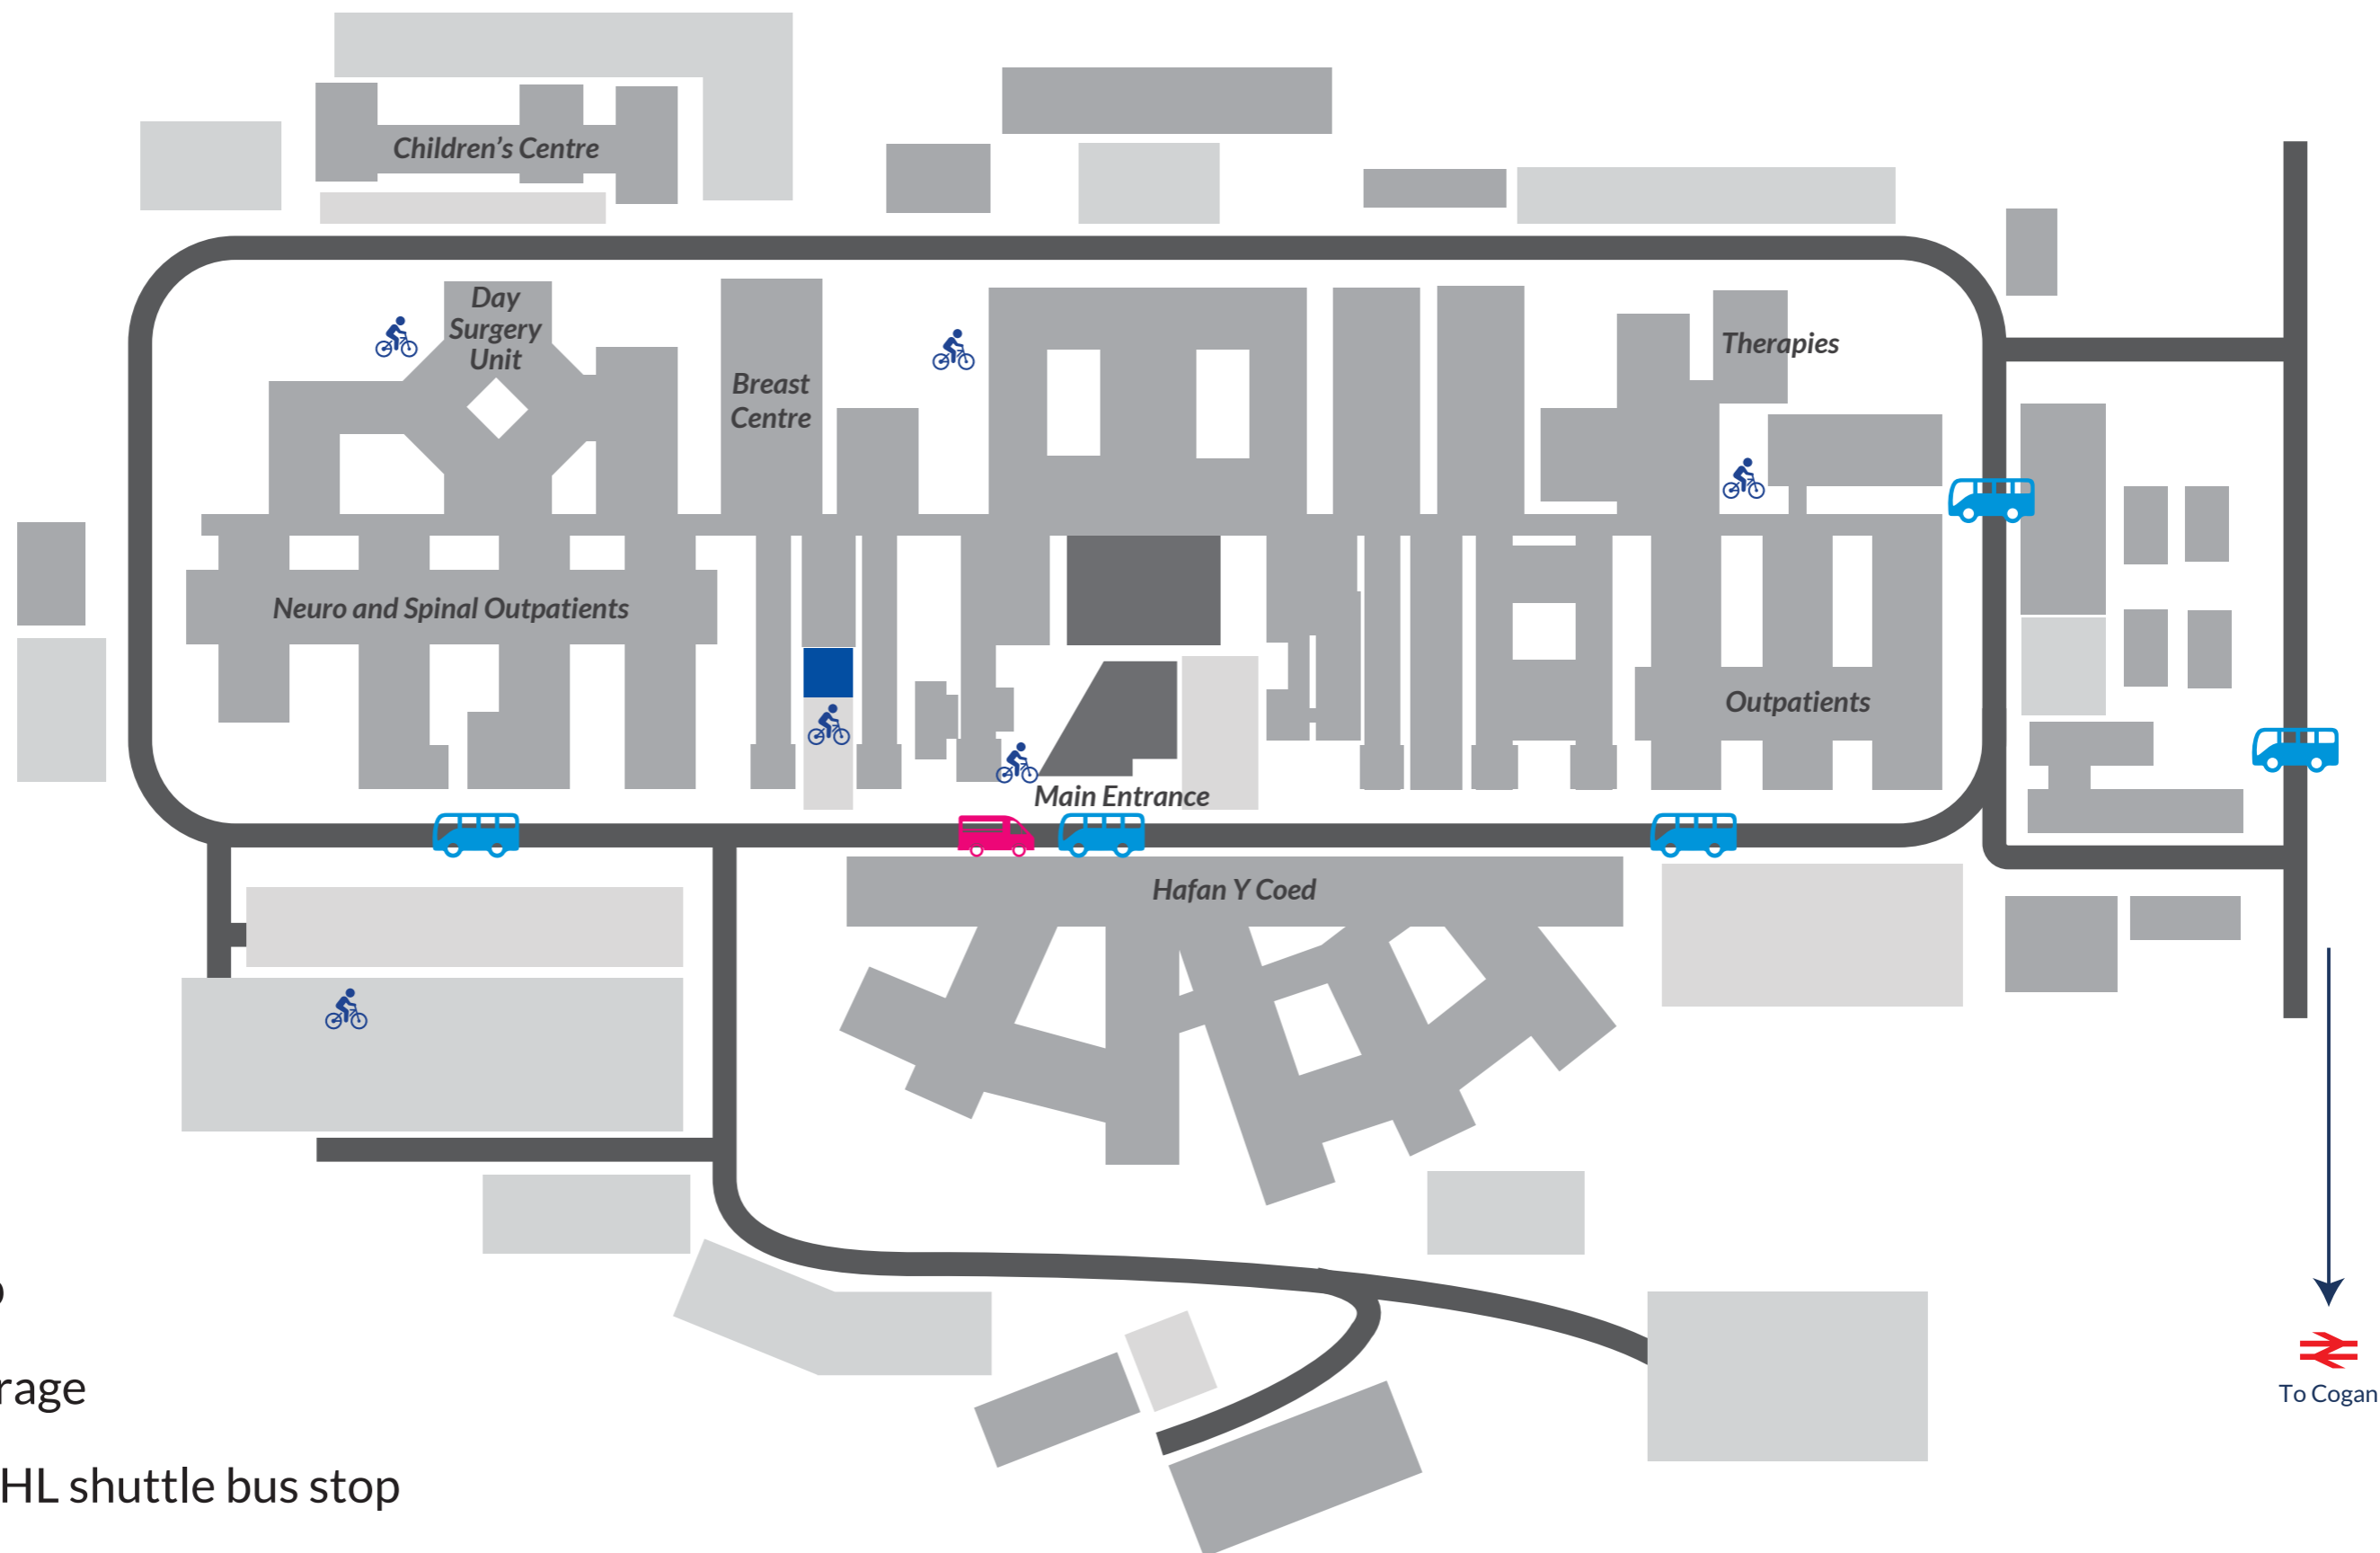 Children’s Centre
Day
Surgery
Unit
Therapies
Breast
Centre
Neuro and Spinal Outpatients
Outpatients
Main Entrance
Hafan Y Coed
To Cogan
HL shuttle bus stop